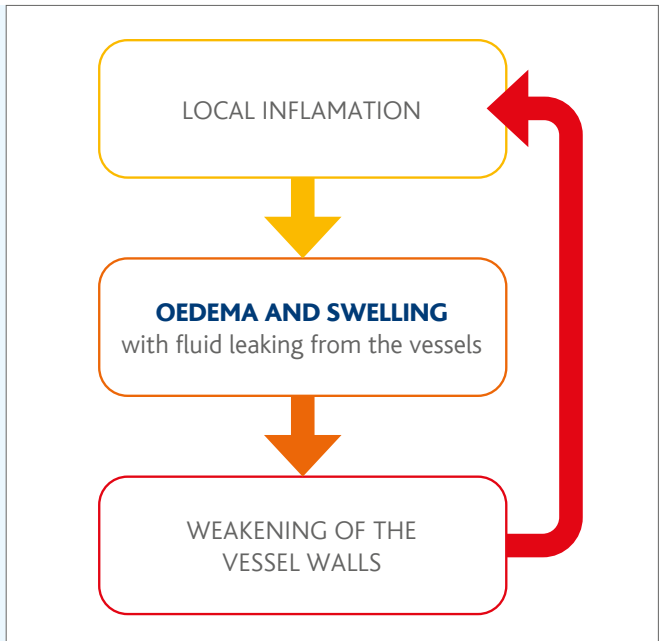 LOCAL INFLAMATION
OEDEMA AND SWELLING
with fluid leaking from the vessels
WEAKENING OF THE
VESSEL WALLS